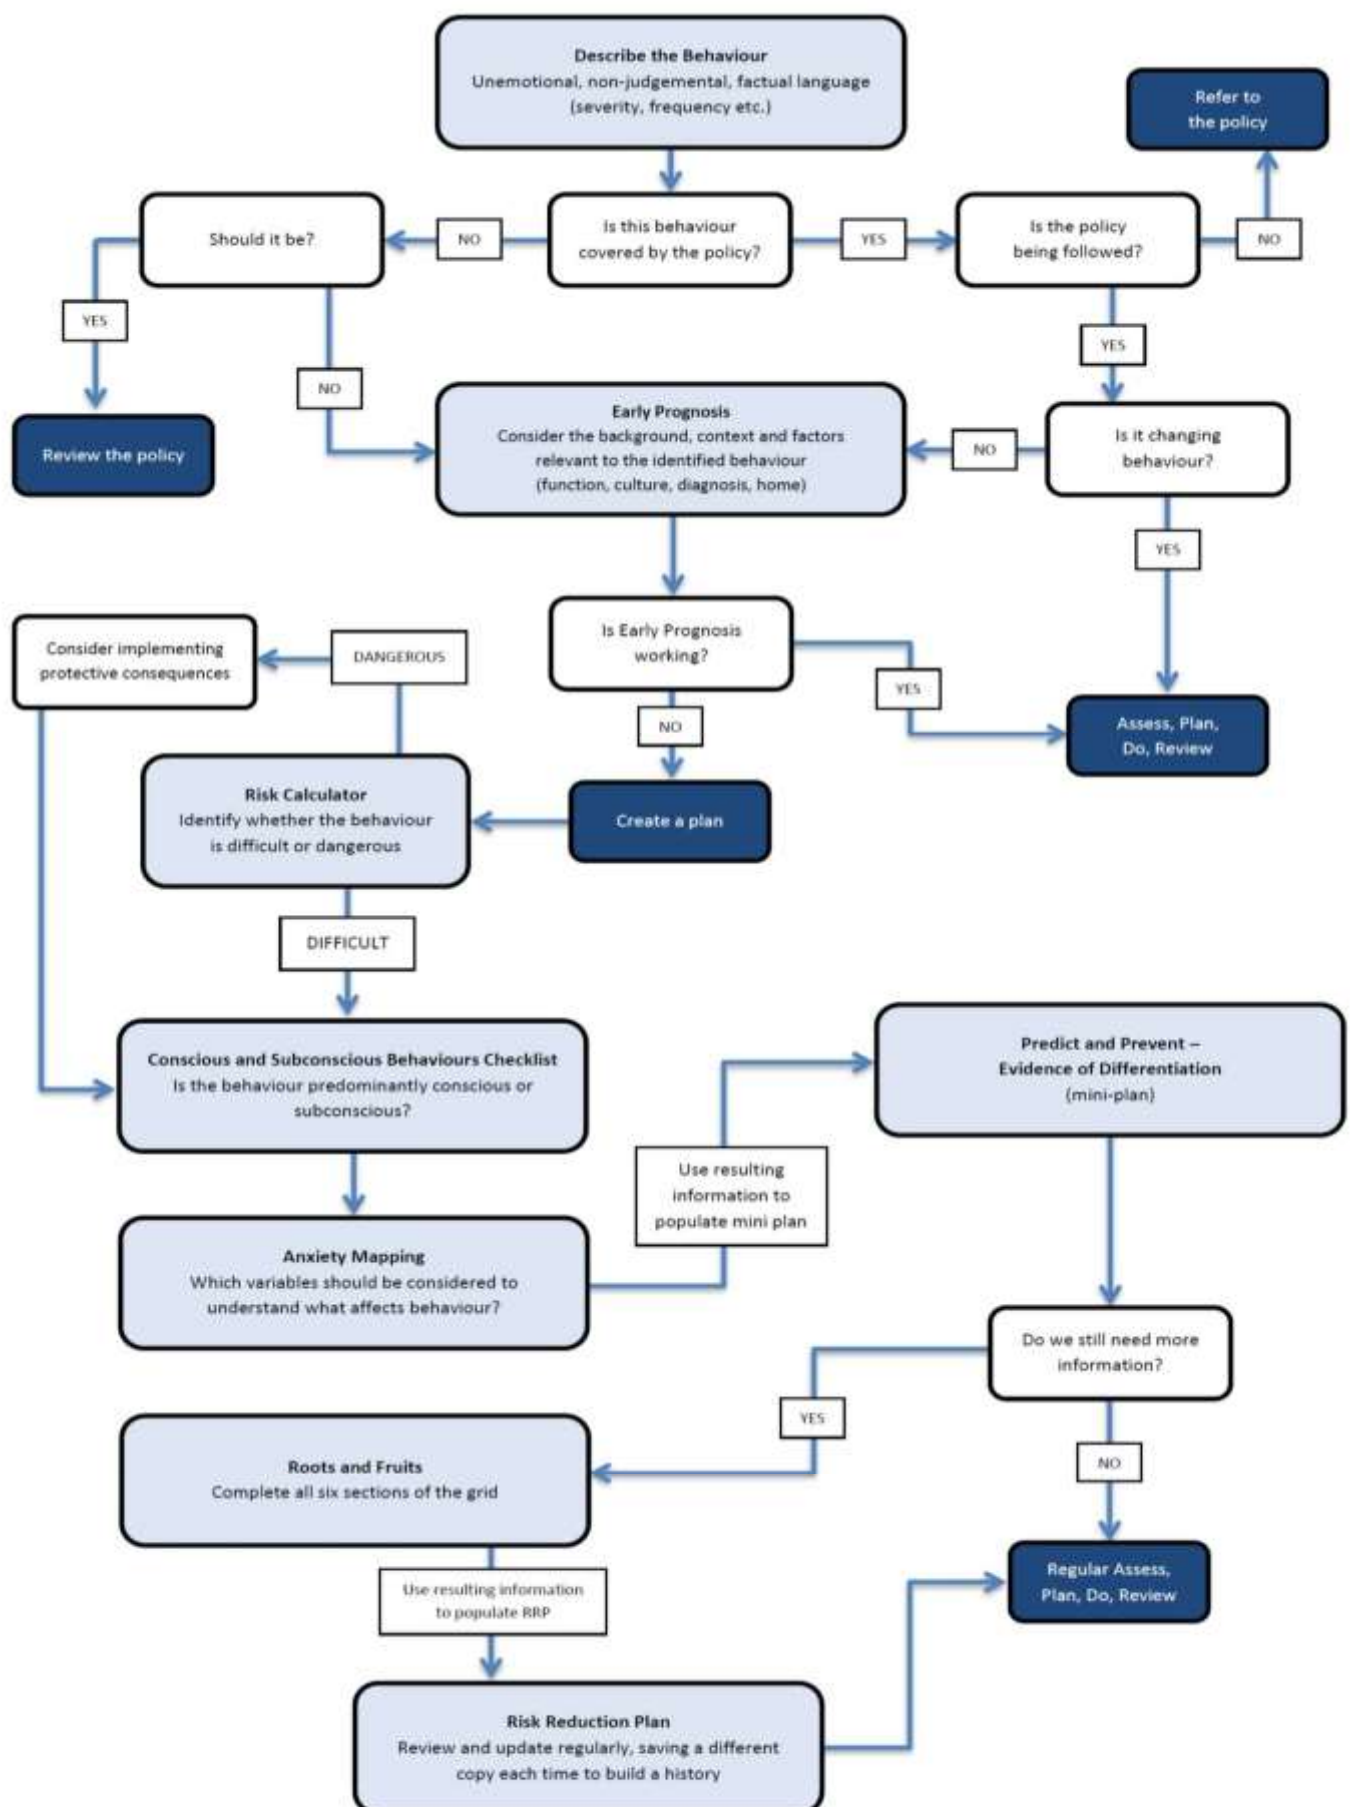 Describe the Behaviour
Unemotional, non-judgemental, factual language
(severity, frequency etc.)
Refer to
the policy
Should it be?
NO
Is this behaviour
covered by the policy?
YES
Is the policy
being followed?
NO
YES
YES
NO
Review the policy
Early Prognosis
Consider the background, context and factors
relevant to the identified behaviour
(function, culture, diagnosis, home)
NO
Is it changing
behaviour?
YES
Consider implementing
protective consequences
DANGEROUS
Is Early Prognosis
working?
YES
NO
Assess, Plan,
Do, Review
Risk Calculator
Identify whether the behaviour
is difficult or dangerous
Create a plan
DIFFICULT
Conscious and Subconscious Behaviours Checklist
Is the behaviour predominantly conscious or
subconscious?
Predict and Prevent –
Evidence of Differentiation
(mini-plan)
Use resulting
information to
populate mini plan
Anxiety Mapping
Which variables should be considered to
understand what affects behaviour?
Do we still need more
information?
YES
NO
Roots and Fruits
Complete all six sections of the grid
Use resulting information
to populate RRP
Regular Assess,
Plan, Do, Review
Risk Reduction Plan
Review and update regularly, saving a different
copy each time to build a history